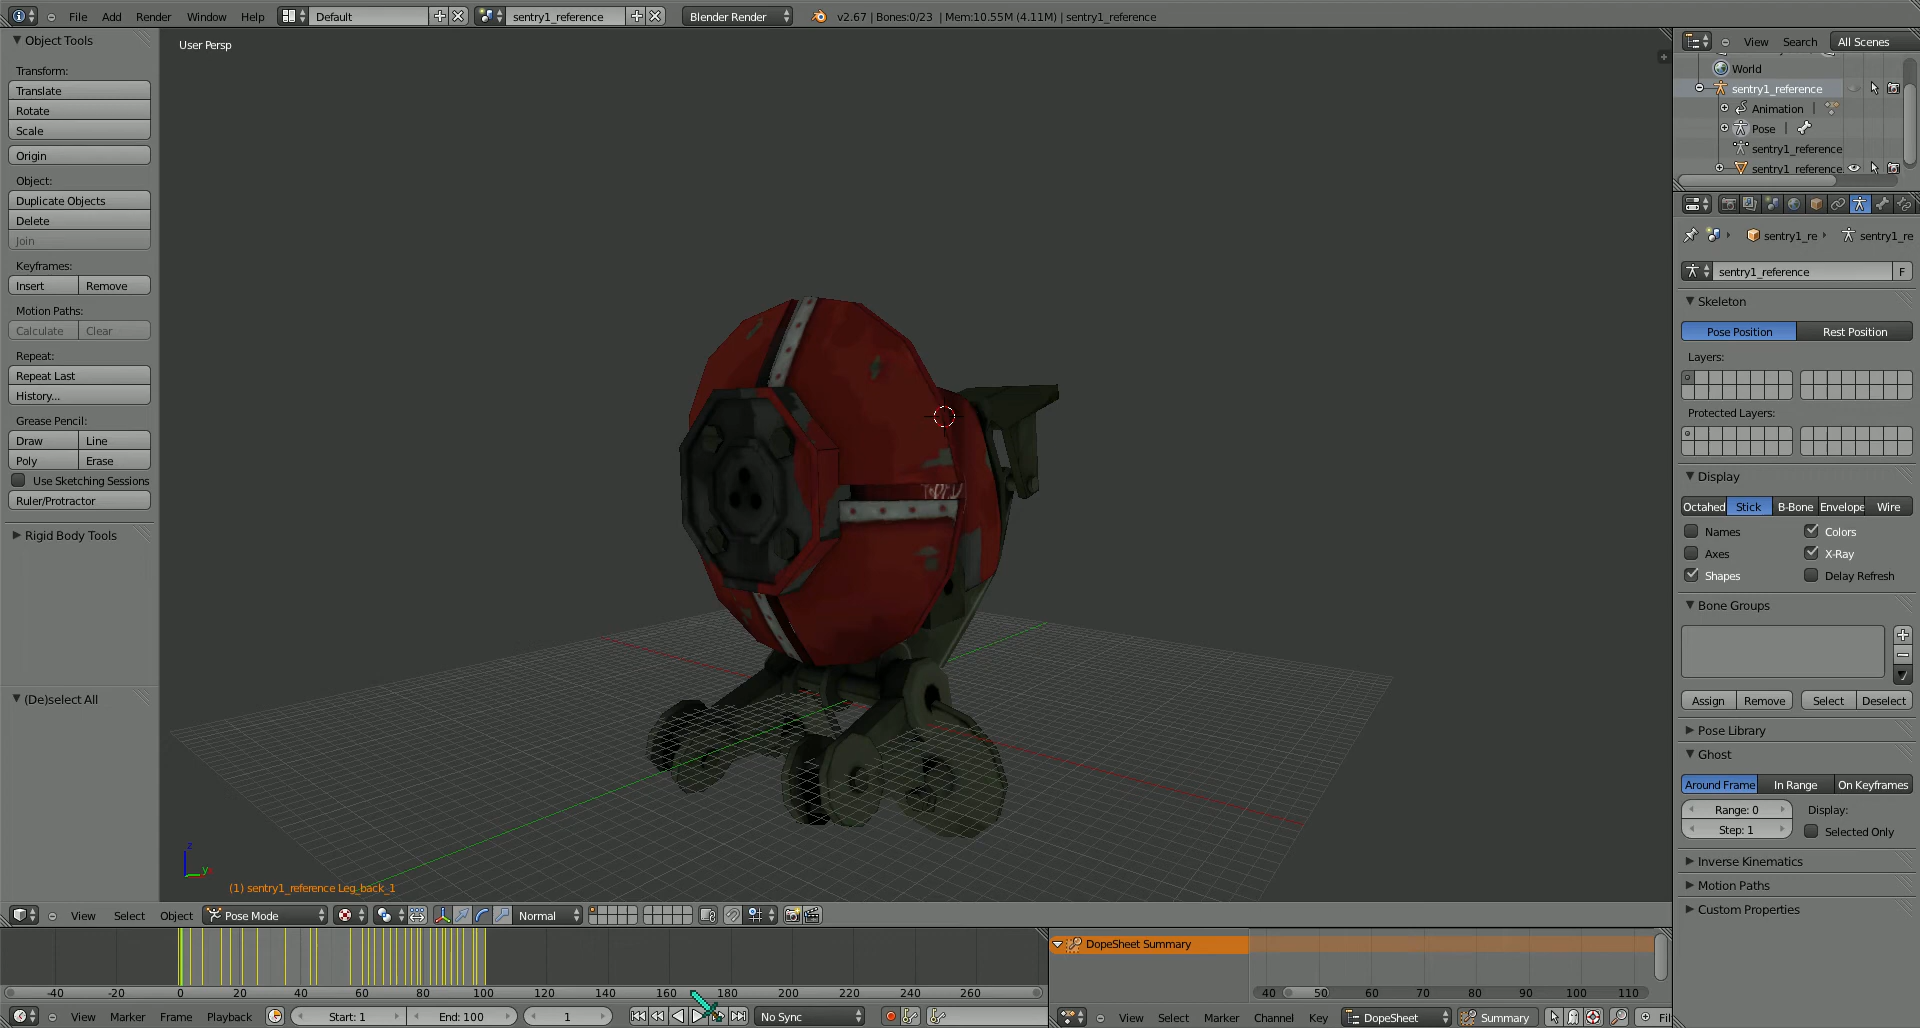 File Add Render Window Help Default sentry1_reference Blender Render v2.67 | Bones:0/23 | Mem:10.55M (4.11M) | sentry1_reference
Object Tools
Transform:
Translate
Rotate
Scale
Origin
Object:
Duplicate Objects
Delete
Join
Keyframes:
Insert Remove
Motion Paths:
Calculate Clear
Repeat:
Repeat Last
History...
Grease Pencil:
Draw Line
Poly Erase
Use Sketching Sessions
Ruler/Protractor
Rigid Body Tools
(De)select All
User Persp
z
y
(1) sentry1_reference Leg_back_1
View Select Object Pose Mode Normal
-40 -20 0 20 40 60 80 100 120 140 160 180 200 220 240 260
View Marker Frame Playback Start: 1 End: 100 1 No Sync
DopeSheet Summary
40 50 60 70 80 90 100 110
View Select Marker Channel Key DopeSheet Summary Fil
View Search All Scenes
World
sentry1_reference
Animation
Pose
sentry1_reference
sentry1_reference
sentry1_re sentry1_re
sentry1_reference F
Skeleton
Pose Position Rest Position
Layers:
Protected Layers:
Display
Octahed Stick B-Bone Envelope Wire
Names Colors
Axes X-Ray
Shapes Delay Refresh
Bone Groups
Assign Remove Select Deselect
Pose Library
Ghost
Around Frame In Range On Keyframes
Range: 0 Display:
Step: 1 Selected Only
Inverse Kinematics
Motion Paths
Custom Properties